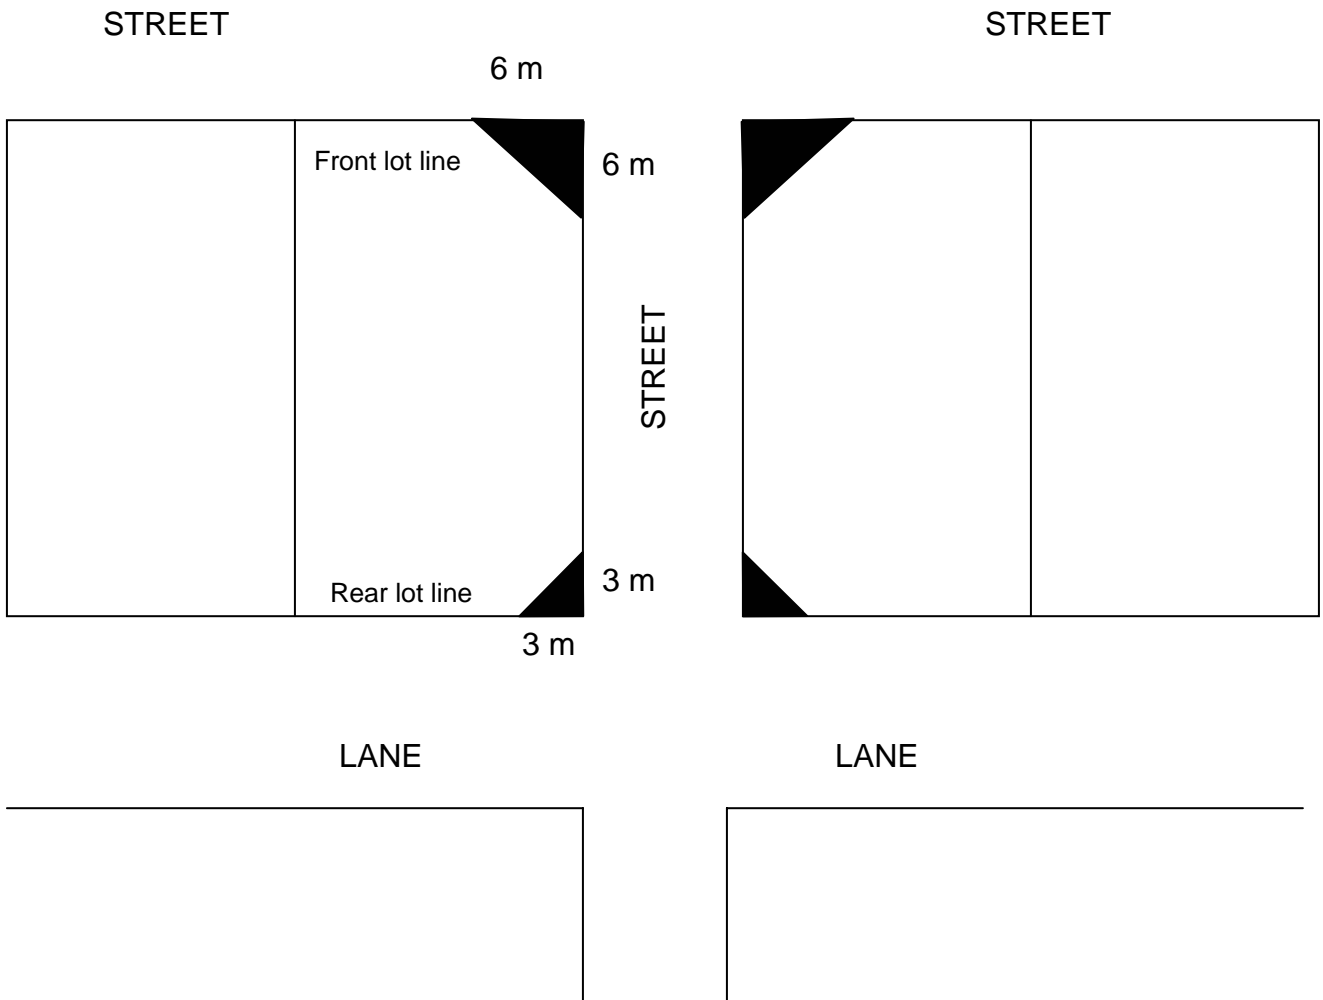 STREET
STREET
6 m
Front lot line
6 m
STREET
Rear lot line
3 m
3 m
LANE
LANE